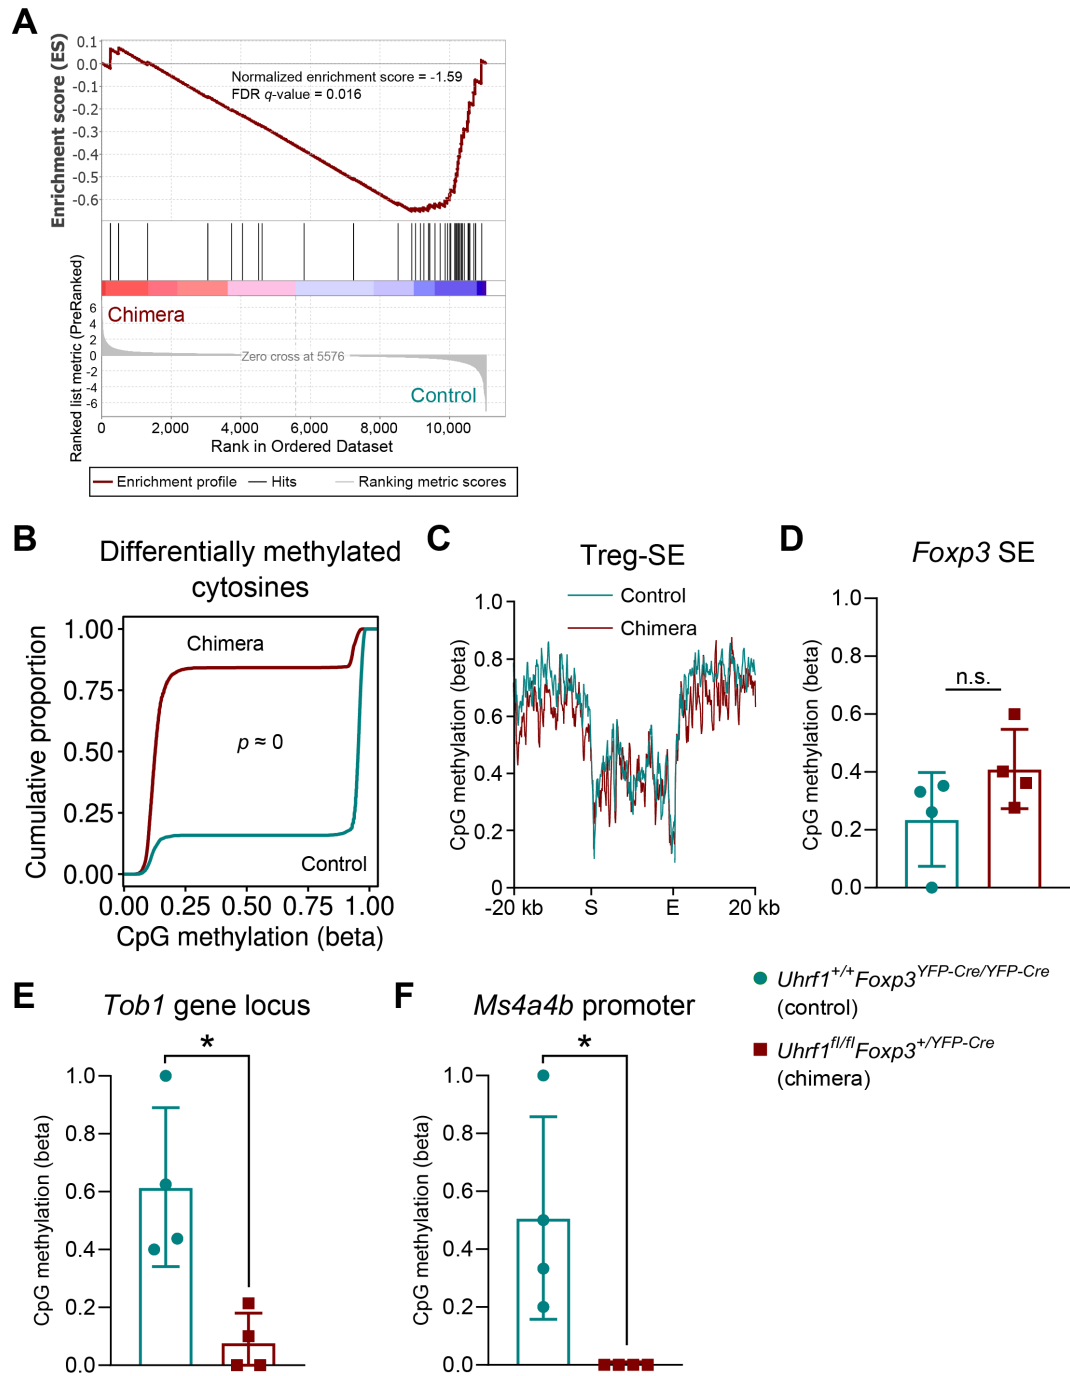 A
Enrichment score (ES)
0.1
0.0
-0.1
-0.2
-0.3
-0.4
-0.5
-0.6
Normalized enrichment score = -1.59
FDR q-value = 0.016
Ranked list metric (PreRanked)
6
4
2
0
-2
-4
-6
Chimera
Zero cross at 5576
Control
0 2,000 4,000 6,000 8,000 10,000
Rank in Ordered Dataset
Enrichment profile Hits Ranking metric scores
B
Differentially methylated
cytosines
Cumulative proportion
1.00
0.75
0.50
0.25
0.00
Chimera
p ≈ 0
Control
0.00 0.25 0.50 0.75 1.00
CpG methylation (beta)
C
Treg-SE
Control
Chimera
CpG methylation (beta)
1.0
0.8
0.6
0.4
0.2
0
-20 kb S E 20 kb
D
Foxp3 SE
CpG methylation (beta)
1.0
0.8
0.6
0.4
0.2
0.0
n.s.
E
Tob1 gene locus
*
CpG methylation (beta)
1.0
0.8
0.6
0.4
0.2
0.0
F
Ms4a4b promoter
*
CpG methylation (beta)
1.0
0.8
0.6
0.4
0.2
0.0
Uhrf1+/+Foxp3YFP-Cre/YFP-Cre
(control)
Uhrf1fl/flFoxp3+/YFP-Cre
(chimera)